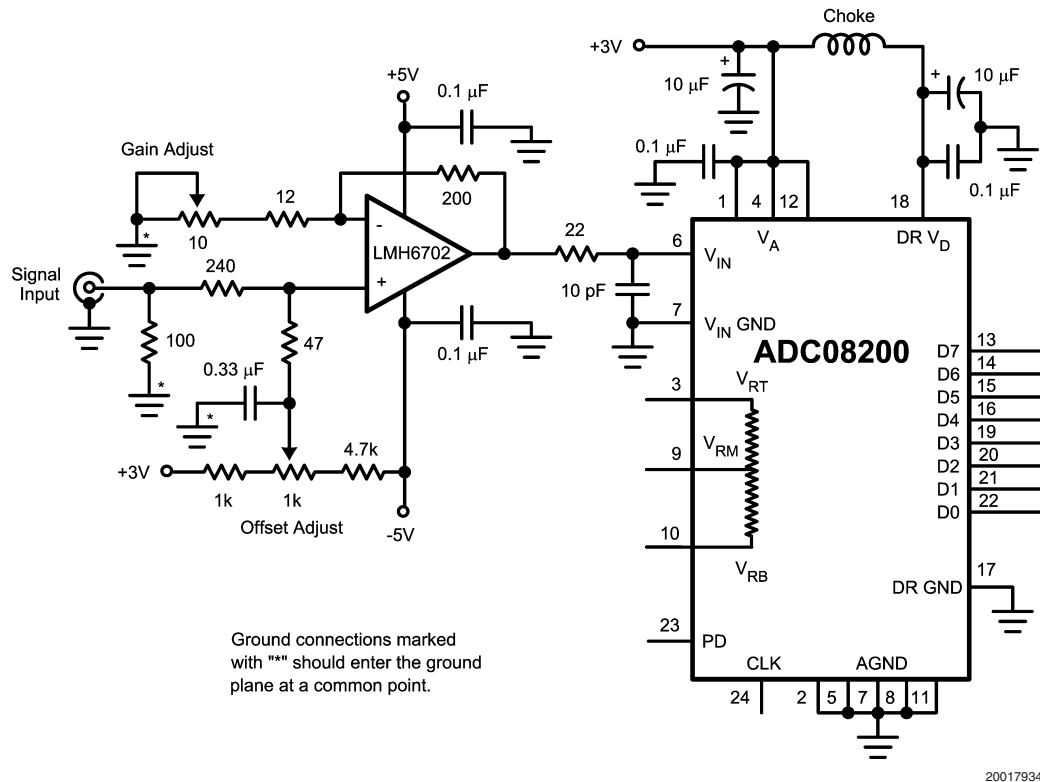 Choke
+3V
+
10 μF
+
10 μF
+5V
0.1 μF
0.1 μF
0.1 μF
Gain Adjust
12
200
1
4
12
18
*
10
-
LMH6702
+
22
6
V_A
DR V_D
V_IN
Signal
Input
240
10 pF
7
V_IN GND
100
47
0.1 μF
ADC08200
*
0.33 μF
*
3
V_RT
D7
13
D6
14
D5
15
D4
16
D3
19
D2
20
D1
21
D0
22
V_RM
9
+3V
1k
1k
4.7k
Offset Adjust
-5V
10
V_RB
DR GND
17
23
PD
Ground connections marked
with "*" should enter the ground
plane at a common point.
CLK
AGND
24
2
5
7
8
11
20017934